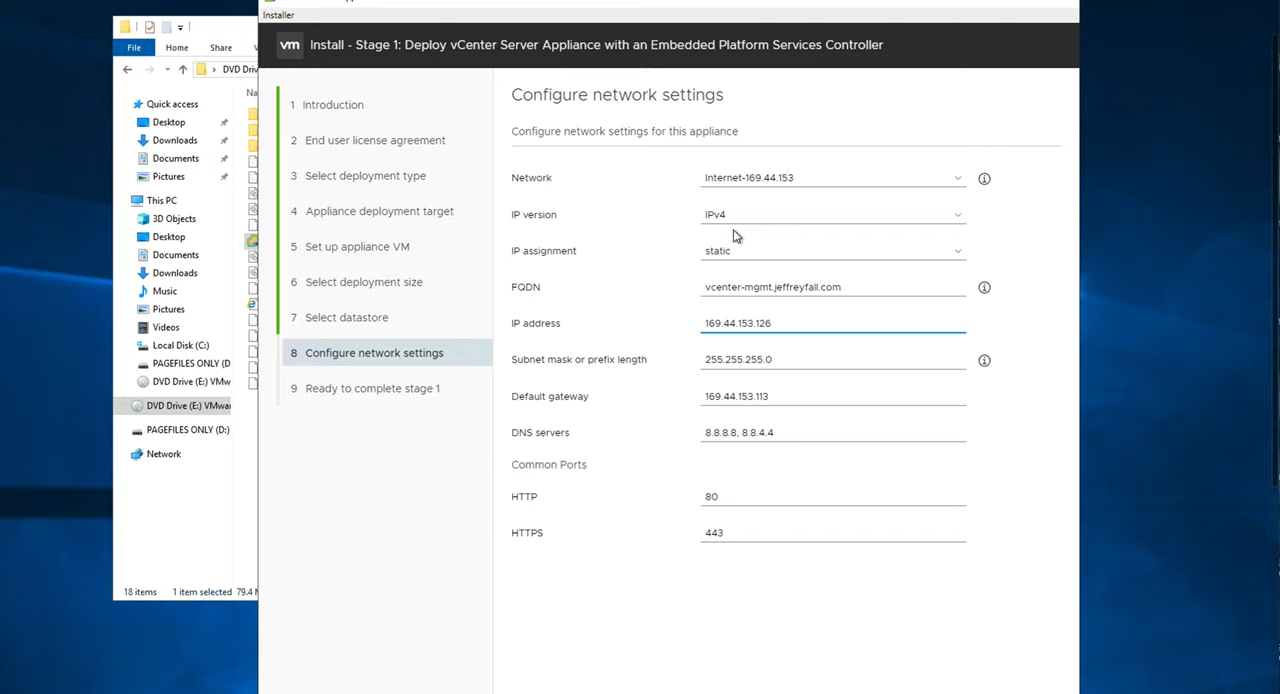 Installer
File
Home
Share
DVD Driv
Quick access
Desktop
Downloads
Documents
Pictures
This PC
3D Objects
Desktop
Documents
Downloads
Music
Pictures
Videos
Local Disk (C:)
PAGEFILES ONLY (D
DVD Drive (E:) VMw
DVD Drive (E:) VMwar
PAGEFILES ONLY (D:)
Network
18 items 1 item selected 79.4 M
Na
vm Install - Stage 1: Deploy vCenter Server Appliance with an Embedded Platform Services Controller
1 Introduction
2 End user license agreement
3 Select deployment type
4 Appliance deployment target
5 Set up appliance VM
6 Select deployment size
7 Select datastore
8 Configure network settings
9 Ready to complete stage 1
Configure network settings
Configure network settings for this appliance
Network Internet-169.44.153
IP version IPv4
IP assignment static
FQDN vcenter-mgmt.jeffreyfall.com
IP address 169.44.153.126
Subnet mask or prefix length 255.255.255.0
Default gateway 169.44.153.113
DNS servers 8.8.8.8, 8.8.4.4
Common Ports
HTTP 80
HTTPS 443